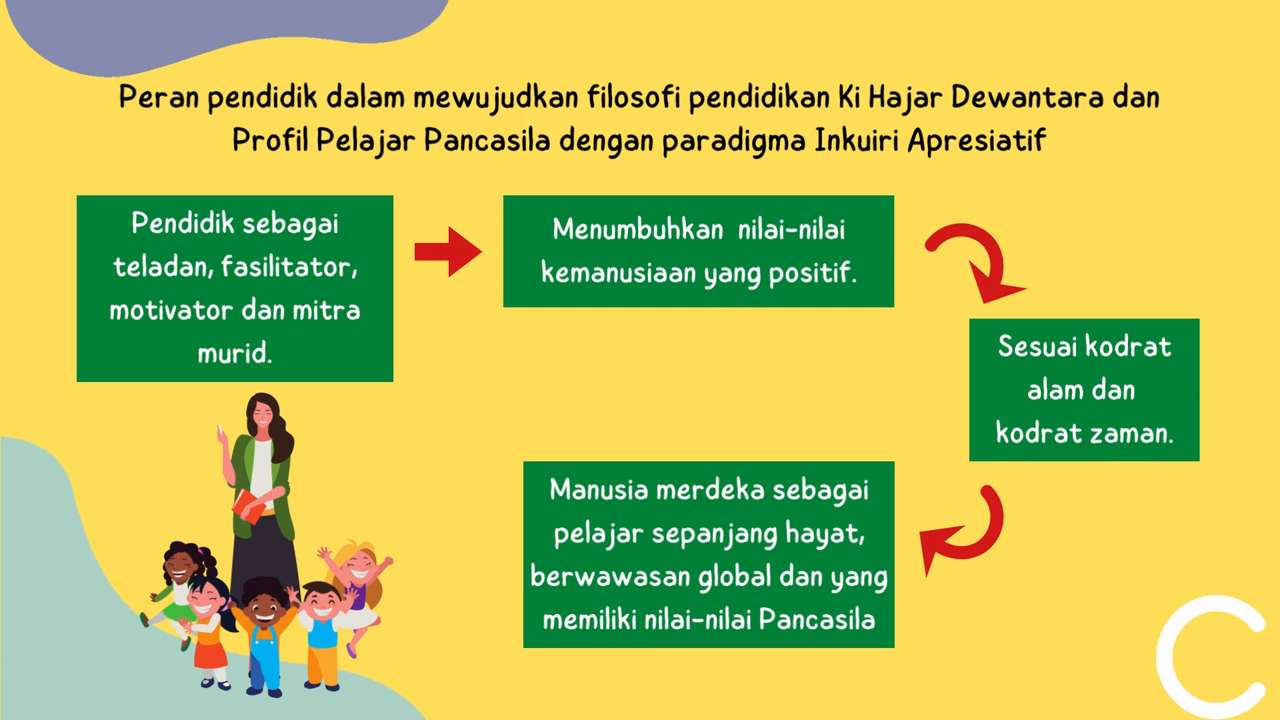 Peran pendidik dalam mewujudkan filosofi pendidikan Ki Hajar Dewantara dan
Profil Pelajar Pancasila dengan paradigma Inkuiri Apresiatif
Pendidik sebagai
teladan, fasilitator,
motivator dan mitra
murid.
Menumbuhkan nilai-nilai
kemanusiaan yang positif.
Sesuai kodrat
alam dan
kodrat zaman.
Manusia merdeka sebagai
pelajar sepanjang hayat,
berwawasan global dan yang
memiliki nilai-nilai Pancasila